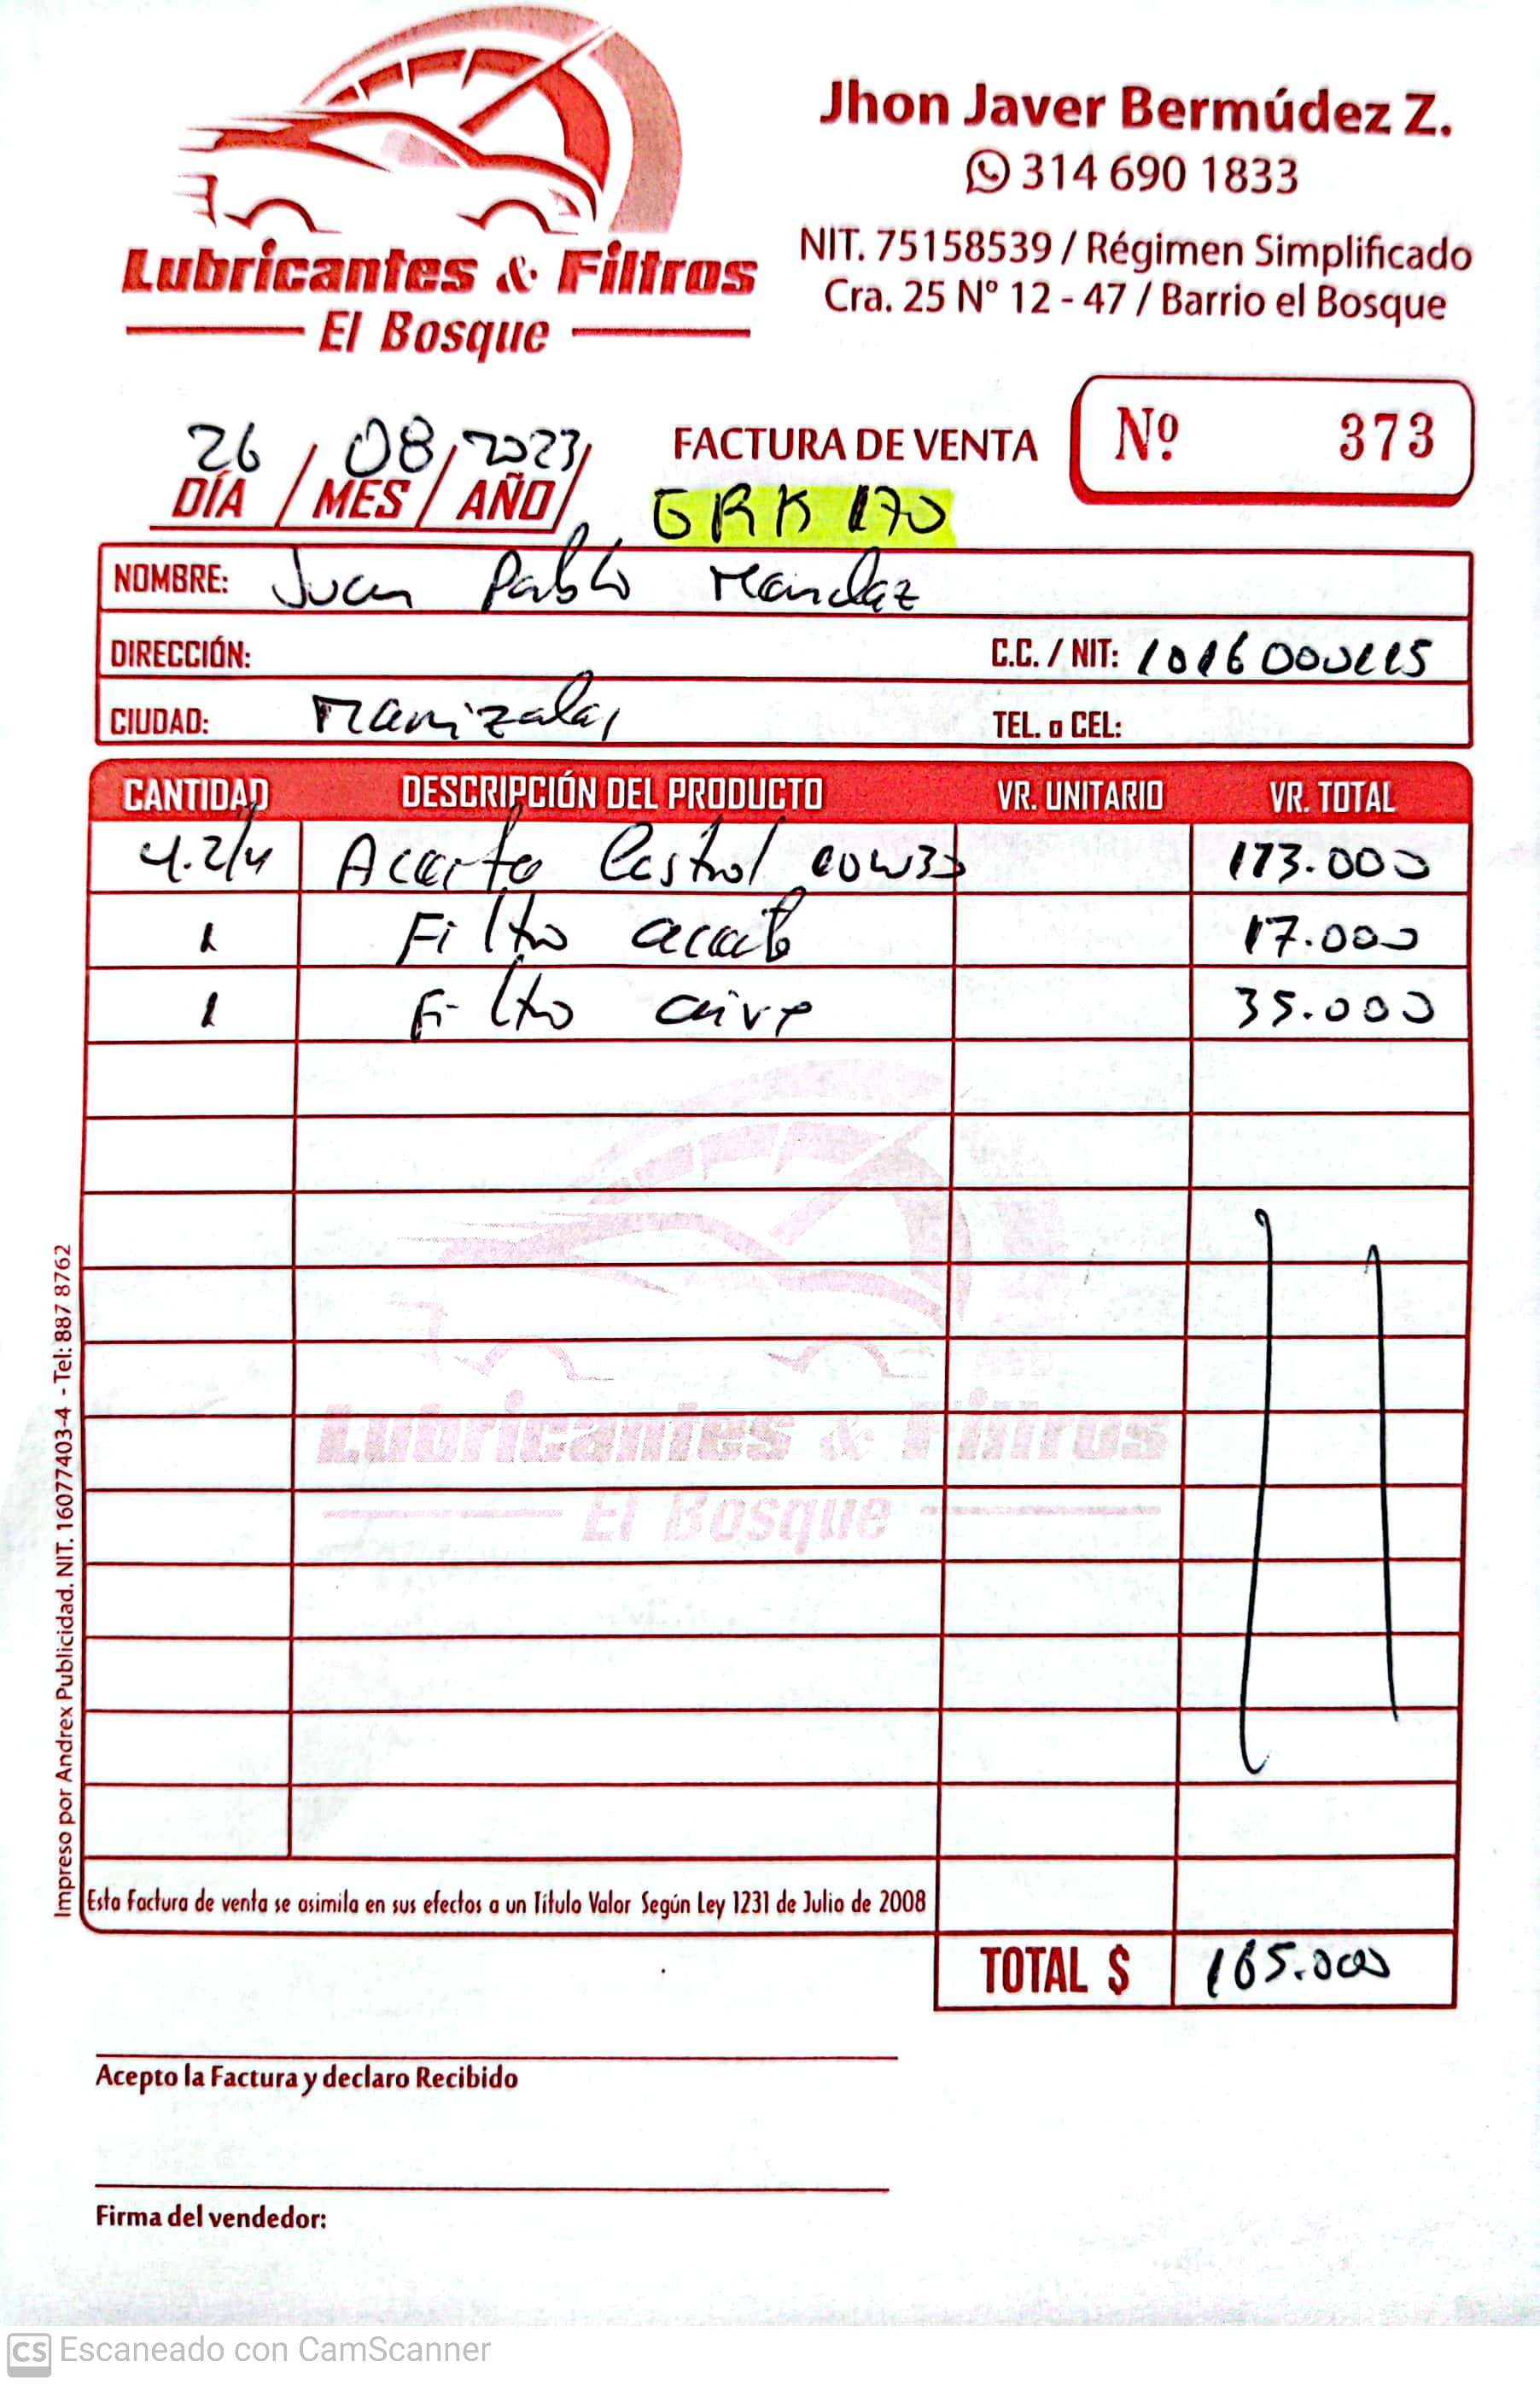 Jhon Javer Bermúdez Z.
314 690 1833
Lubricantes & Filtros
El Bosque
NIT. 75158539 / Régimen Simplificado
Cra. 25 N° 12 - 47 / Barrio el Bosque
26 / 08 / 2023
DÍA / MES / AÑO
FACTURA DE VENTA
Nº 373
GRK 170
NOMBRE: Juan Pablo Mendez
DIRECCIÓN:
C.C. / NIT:
CIUDAD: Manizales
TEL. o CEL:
CANTIDAD DESCRIPCIÓN DEL PRODUCTO VR. UNITARIO VR. TOTAL
4.2/4 Aceite Castrol
1 Filtro aceite 17.000
1 Filtro aire 35.000
Lubricantes & Filtros
El Bosque
Impreso por Andrex Publicidad. NIT. 16077403-4 - Tel: 887 8762
Esta Factura de venta se asimila en sus efectos a un Título Valor Según Ley 1231 de Julio de 2008
TOTAL $ 165.000
Acepto la Factura y declaro Recibido
Firma del vendedor:
CS Escaneado con CamScanner